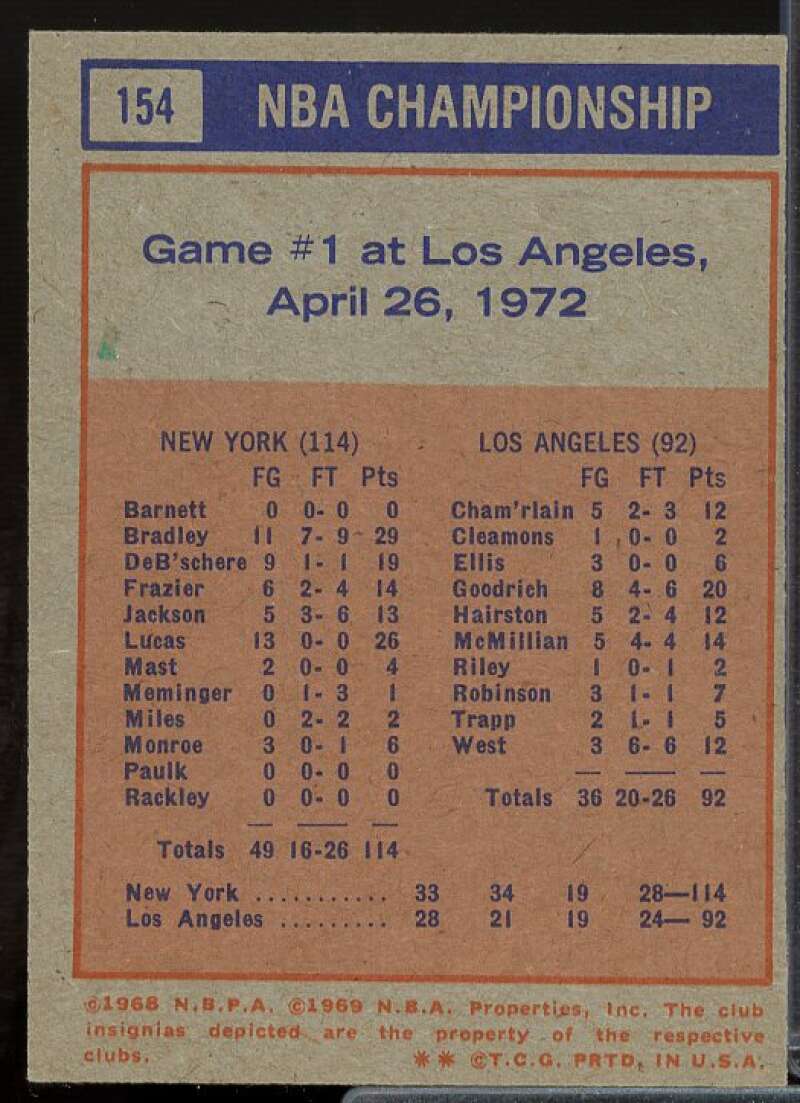 154 NBA CHAMPIONSHIP
Game #1 at Los Angeles,
April 26, 1972
NEW YORK (114)
FG FT Pts
Barnett 0 0- 0 0
Bradley 11 7- 9 29
DeB'schere 9 1- 1 19
Frazier 6 2- 4 14
Jackson 5 3- 6 13
Lucas 13 0- 0 26
Mast 2 0- 0 4
Meminger 0 1- 3 1
Miles 0 2- 2 2
Monroe 3 0- 1 6
Paulk 0 0- 0 0
Rackley 0 0- 0 0
Totals 49 16-26 114
LOS ANGELES (92)
FG FT Pts
Cham'rlain 5 2- 3 12
Cleamons 1 0- 0 2
Ellis 3 0- 0 6
Goodrich 8 4- 6 20
Hairston 5 2- 4 12
McMillian 5 4- 4 14
Riley 1 0- 1 2
Robinson 3 1- 1 7
Trapp 2 1- 1 5
West 3 6- 6 12
Totals 36 20-26 92
New York ........... 33 34 19 28—114
Los Angeles ......... 28 21 19 24— 92
©1968 N.B.P.A. ©1969 N.B.A. Properties, Inc. The club
insignias depicted are the property of the respective
clubs. ** ©T.C.G. PRTD. IN U.S.A.